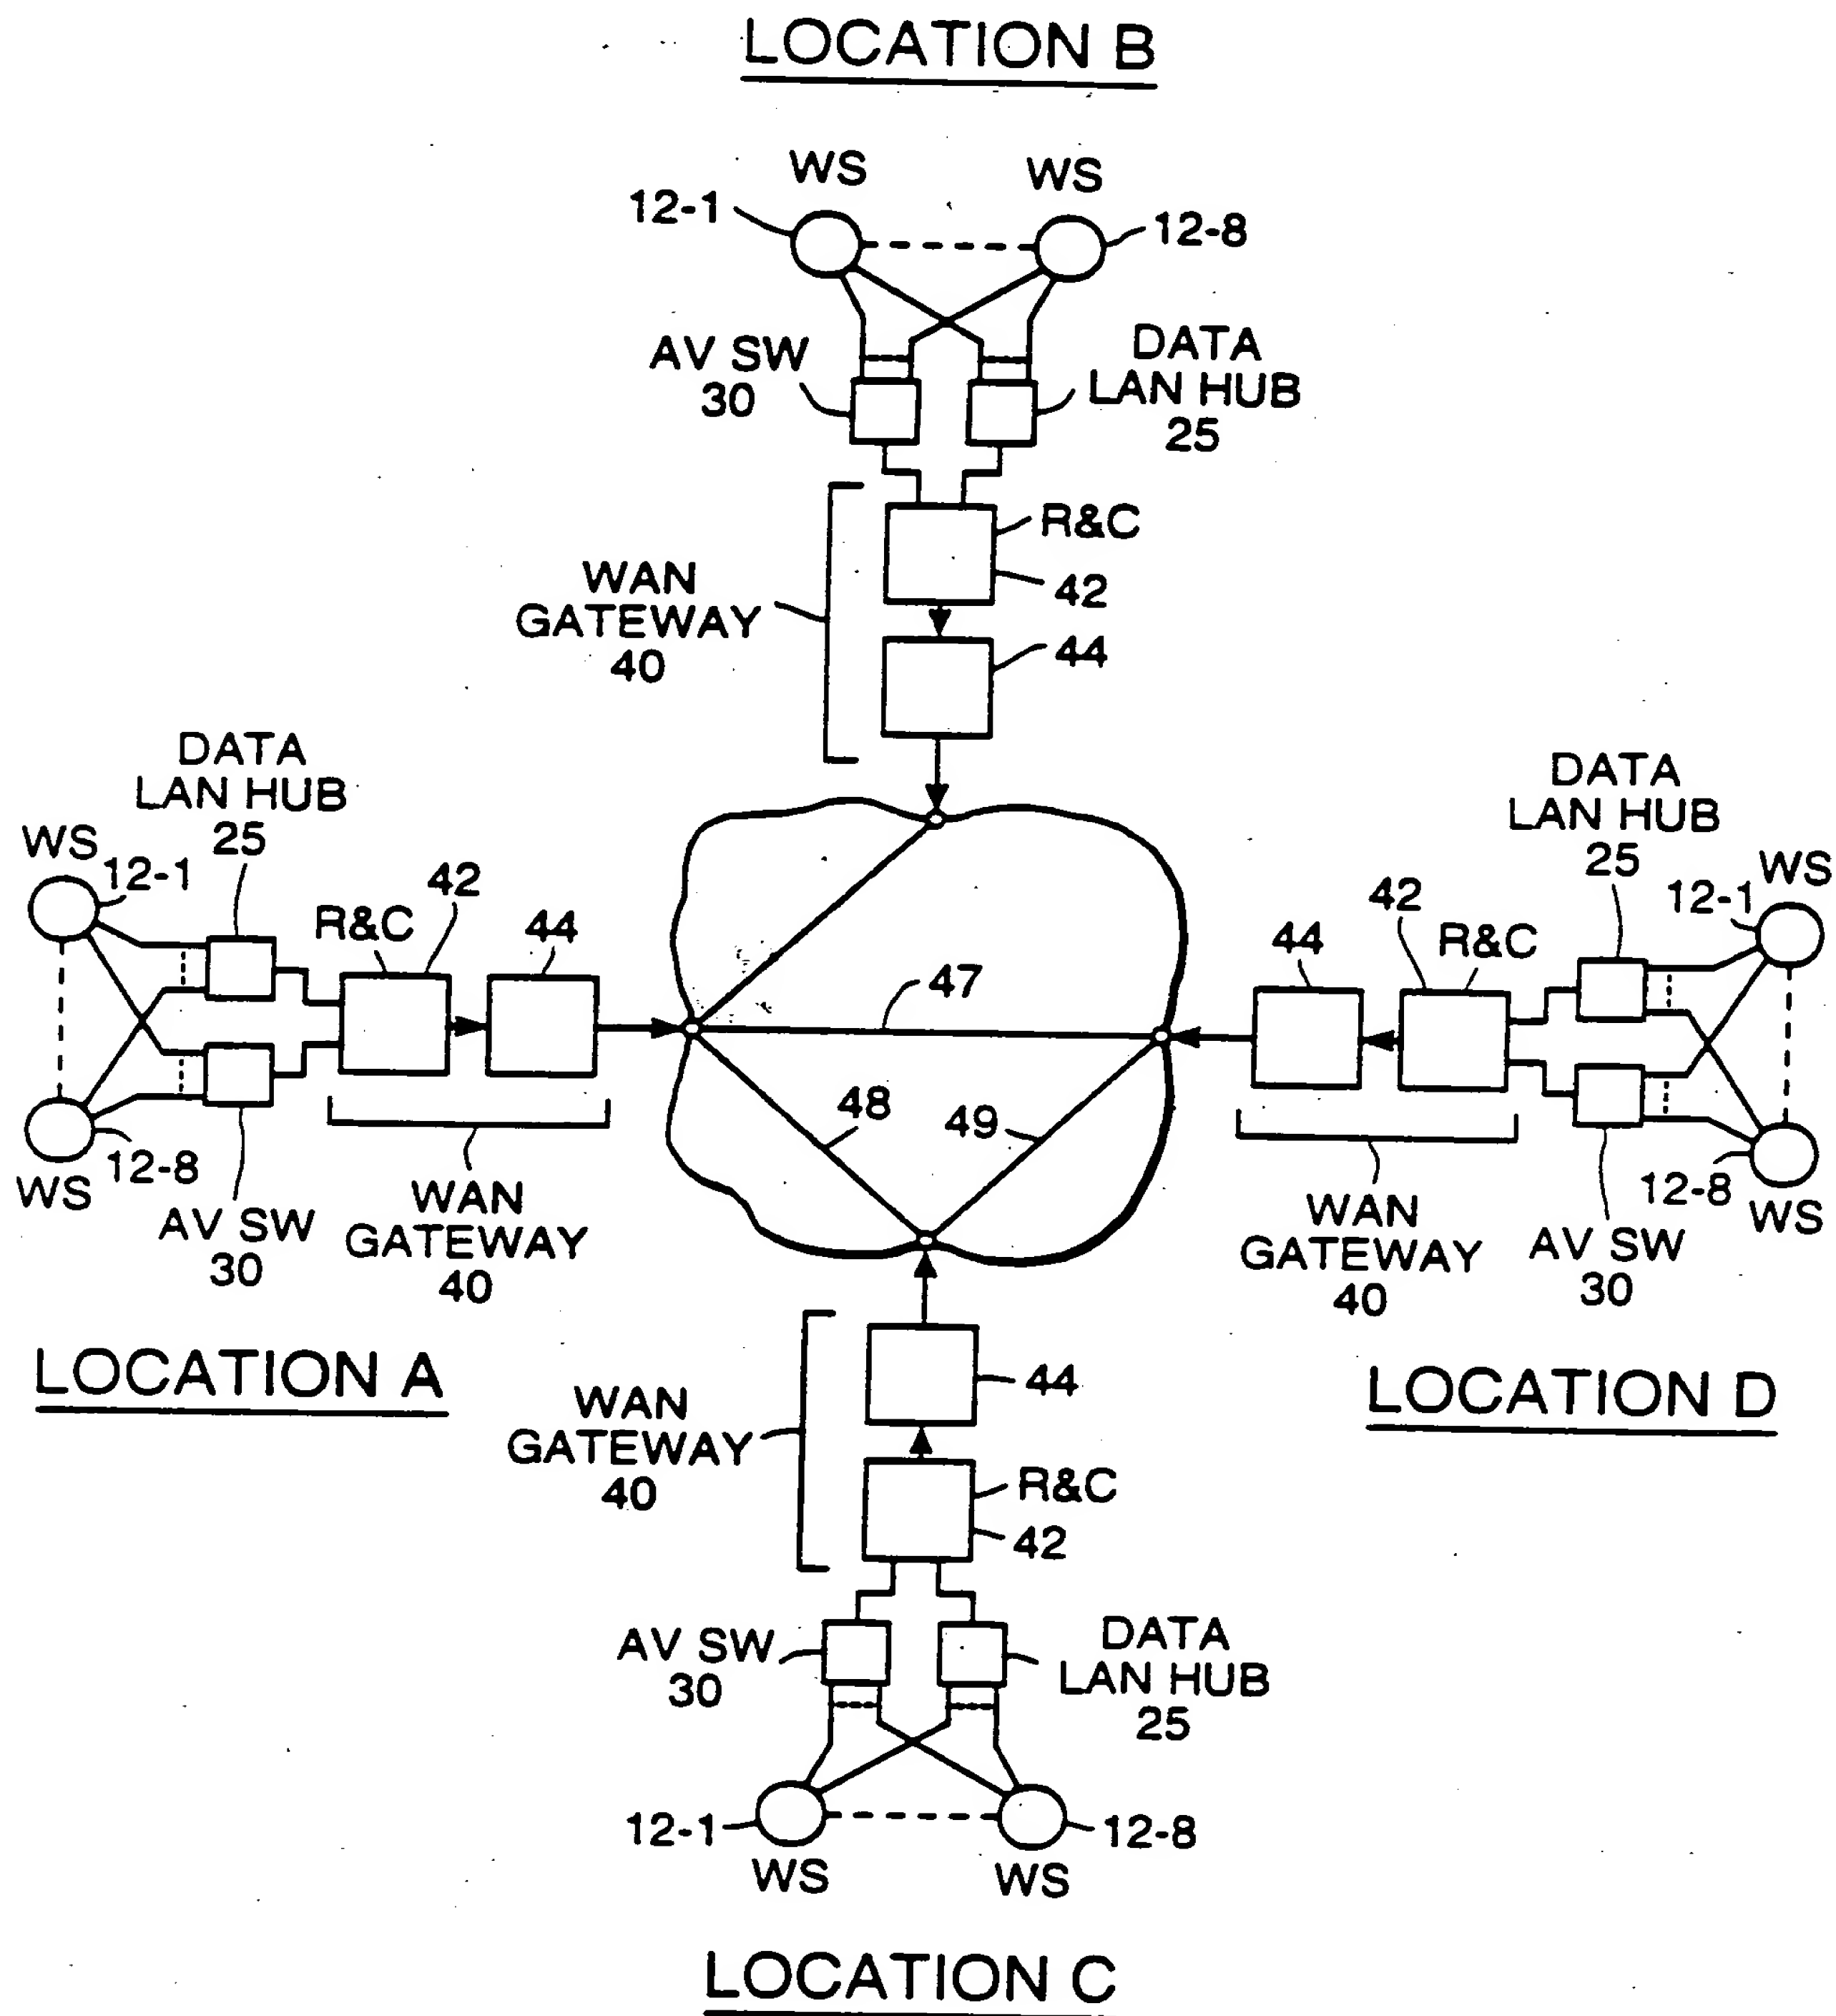 LOCATION B
WS
WS
12-1
12-8
AV SW
30
DATA
LAN HUB
25
R&C
42
WAN
GATEWAY
40
44
DATA
LAN HUB
25
WS
12-1
42
R&C
44
12-8
WS
AV SW
30
WAN
GATEWAY
40
LOCATION A
47
48
49
DATA
LAN HUB
25
WS
12-1
42
R&C
44
12-8
WS
WAN
GATEWAY
40
AV SW
30
LOCATION D
44
WAN
GATEWAY
40
R&C
42
AV SW
30
DATA
LAN HUB
25
12-1
12-8
WS
WS
LOCATION C